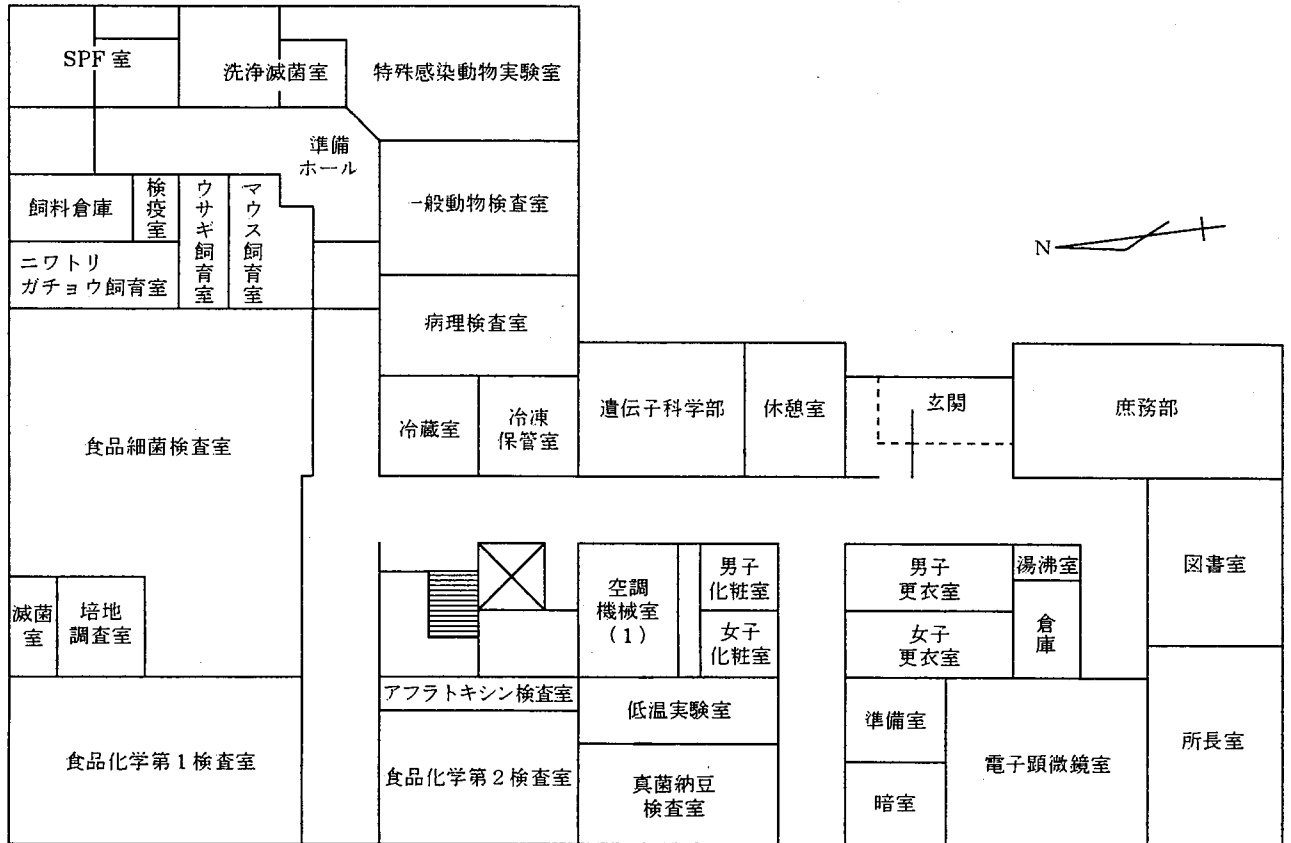 SPF室
洗浄滅菌室
特殊感染動物実験室
準備
ホール
飼料倉庫
検疫室
ウサギ飼育室
マウス飼育室
一般動物検査室
ニワトリ
ガチョウ飼育室
N
病理検査室
食品細菌検査室
冷蔵室
冷凍
保管室
遺伝子科学部
休憩室
玄関
庶務部
滅菌
室
培地
調査室
空調
機械室
(1)
男子
化粧室
女子
化粧室
男子
更衣室
女子
更衣室
湯沸室
倉庫
図書室
アフラトキシン検査室
低温実験室
準備室
食品化学第1検査室
食品化学第2検査室
真菌納豆
検査室
暗室
電子顕微鏡室
所長室